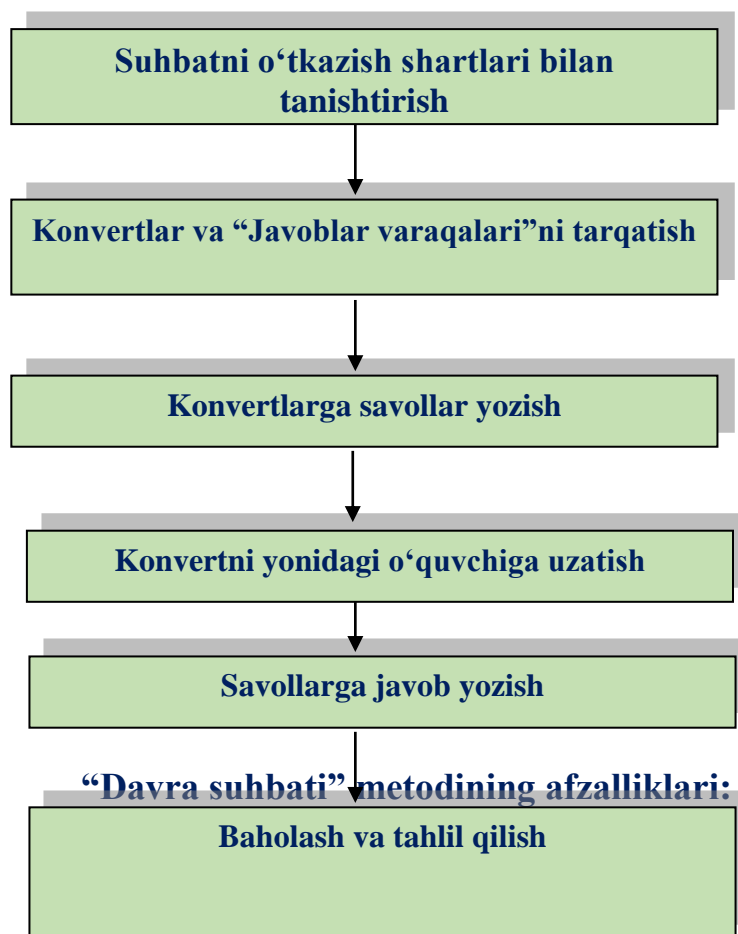 Suhbatni o‘tkazish shartlari bilan
tanishtirish
Konvertlar va “Javoblar varaqalari”ni tarqatish
Konvertlarga savollar yozish
Konvertni yonidagi o‘quvchiga uzatish
Savollarga javob yozish
“Davra suhbati” metodining afzalliklari:
Baholash va tahlil qilish